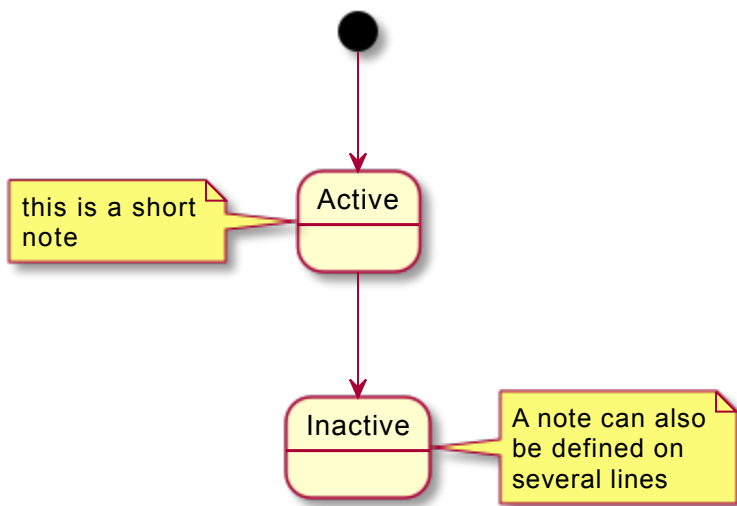 Active
this is a short
note
Inactive
A note can also
be defined on
several lines